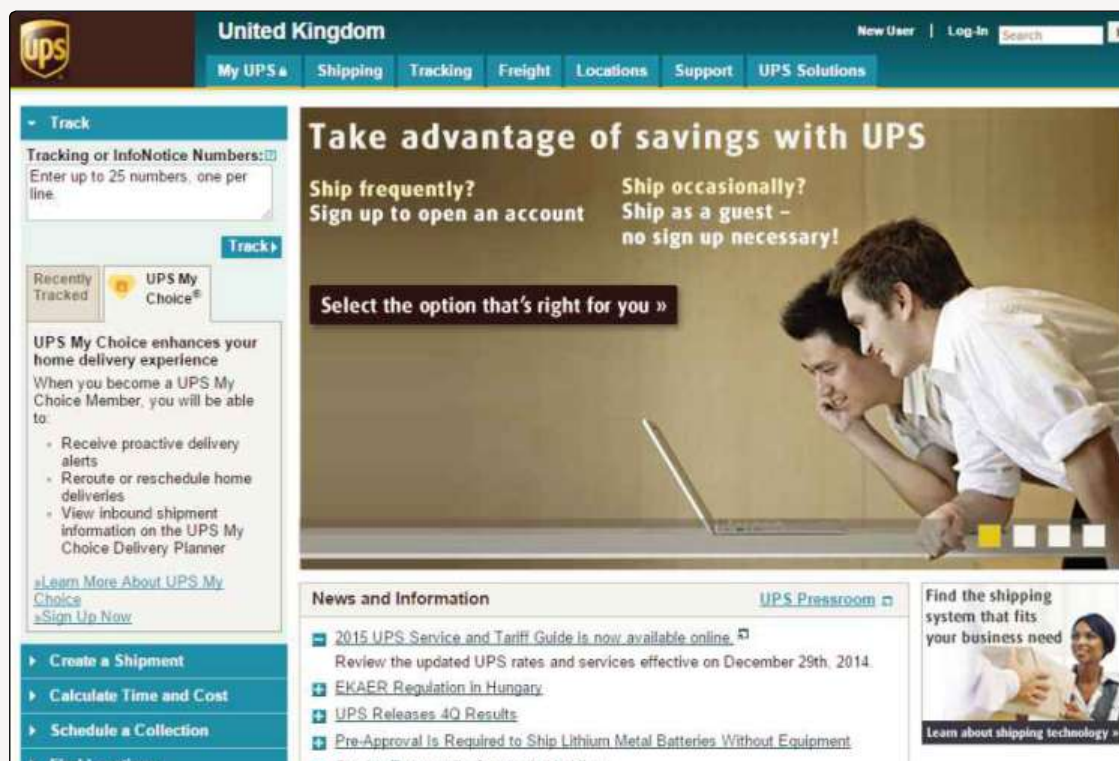 ups
United Kingdom
New User | Log-In Search
My UPS Shipping Tracking Freight Locations Support UPS Solutions
Track
Tracking or InfoNotice Numbers:
Enter up to 25 numbers, one per
line.
Track
Recently
Tracked
UPS My
Choice®
UPS My Choice enhances your
home delivery experience
When you become a UPS My
Choice Member, you will be able
to:
Receive proactive delivery
alerts
Reroute or reschedule home
deliveries
View inbound shipment
information on the UPS My
Choice Delivery Planner
»Learn More About UPS My
Choice
»Sign Up Now
Create a Shipment
Calculate Time and Cost
Schedule a Collection
Take advantage of savings with UPS
Ship frequently?
Sign up to open an account
Ship occasionally?
Ship as a guest –
no sign up necessary!
Select the option that's right for you »
News and Information
UPS Pressroom
2015 UPS Service and Tariff Guide is now available online.
Review the updated UPS rates and services effective on December 29th, 2014.
EKAER Regulation in Hungary
UPS Releases 4Q Results
Pre-Approval Is Required to Ship Lithium Metal Batteries Without Equipment
Find the shipping
system that fits
your business need
Learn about shipping technology »